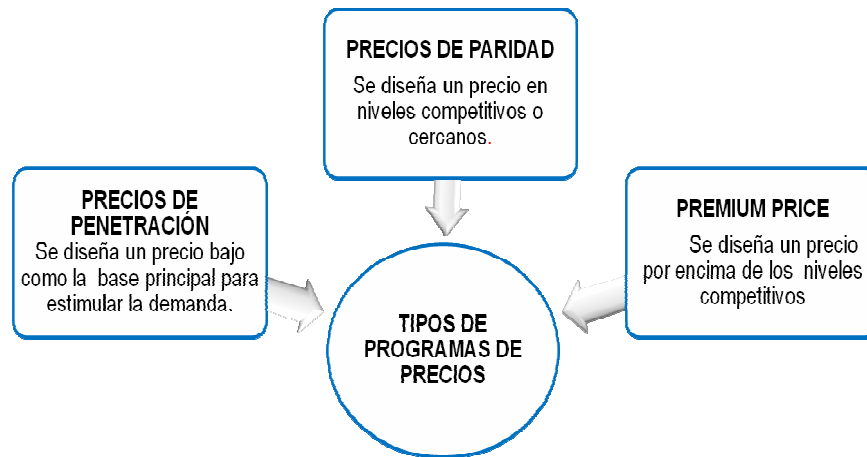 PRECIOS DE PARIDAD
Se diseña un precio en
niveles competitivos o
cercanos.
PRECIOS DE
PENETRACIÓN
Se diseña un precio bajo
como la base principal para
estimular la demanda.
PREMIUM PRICE
Se diseña un precio
por encima de los niveles
competitivos
TIPOS DE
PROGRAMAS DE
PRECIOS